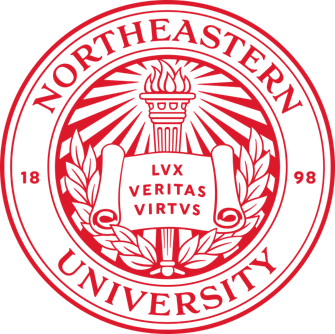 NORTHEASTERN
18 98
LVX
VERITAS
VIRTVS
UNIVERSITY